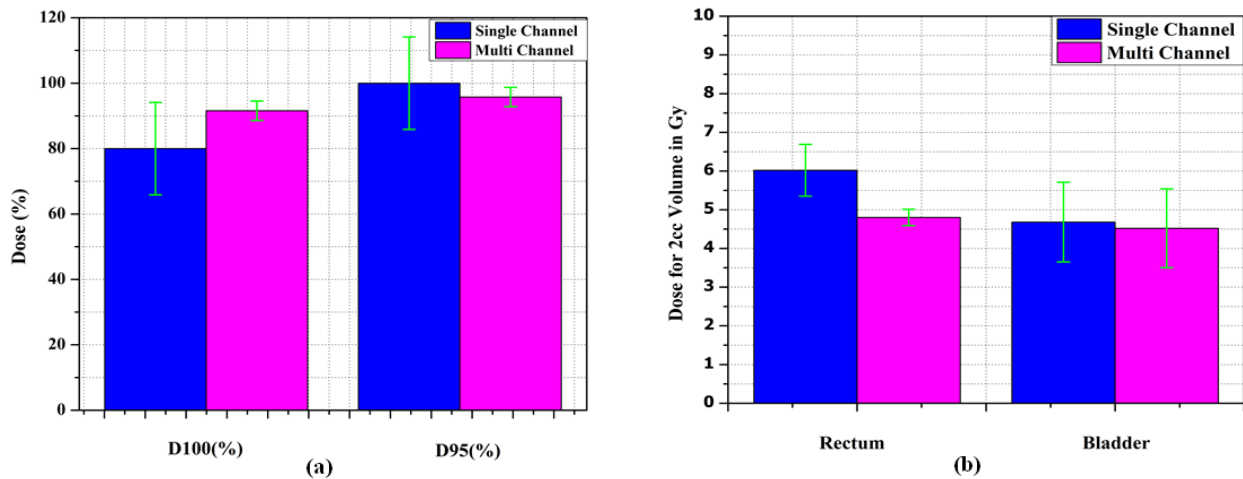 120
100
80
60
40
20
0
Dose (%)
Single Channel
Multi Channel
D100(%)
D95(%)
(a)
10
9
8
7
6
5
4
3
2
1
0
Dose for 2cc Volume in Gy
Single Channel
Multi Channel
Rectum
Bladder
(b)